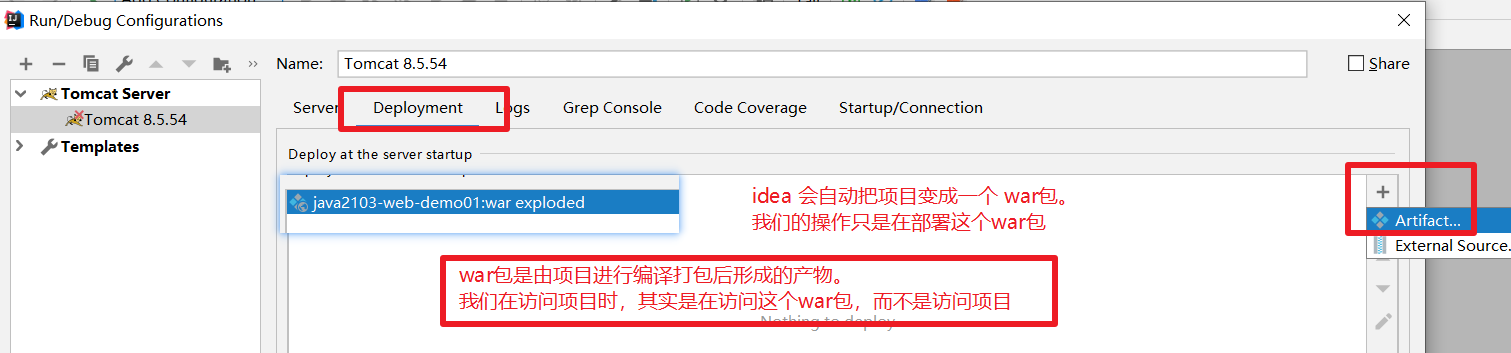 Run/Debug Configurations
Name: Tomcat 8.5.54 Share
Tomcat Server
Tomcat 8.5.54
Templates
Server Deployment Logs Grep Console Code Coverage Startup/Connection
Deploy at the server startup
java2103-web-demo01:war exploded
idea 会自动把项目变成一个 war包。
我们的操作只是在部署这个war包
Artifact...
External Source.
war包是由项目进行编译打包后形成的产物。
我们在访问项目时，其实是在访问这个war包，而不是访问项目
Nothing to deploy